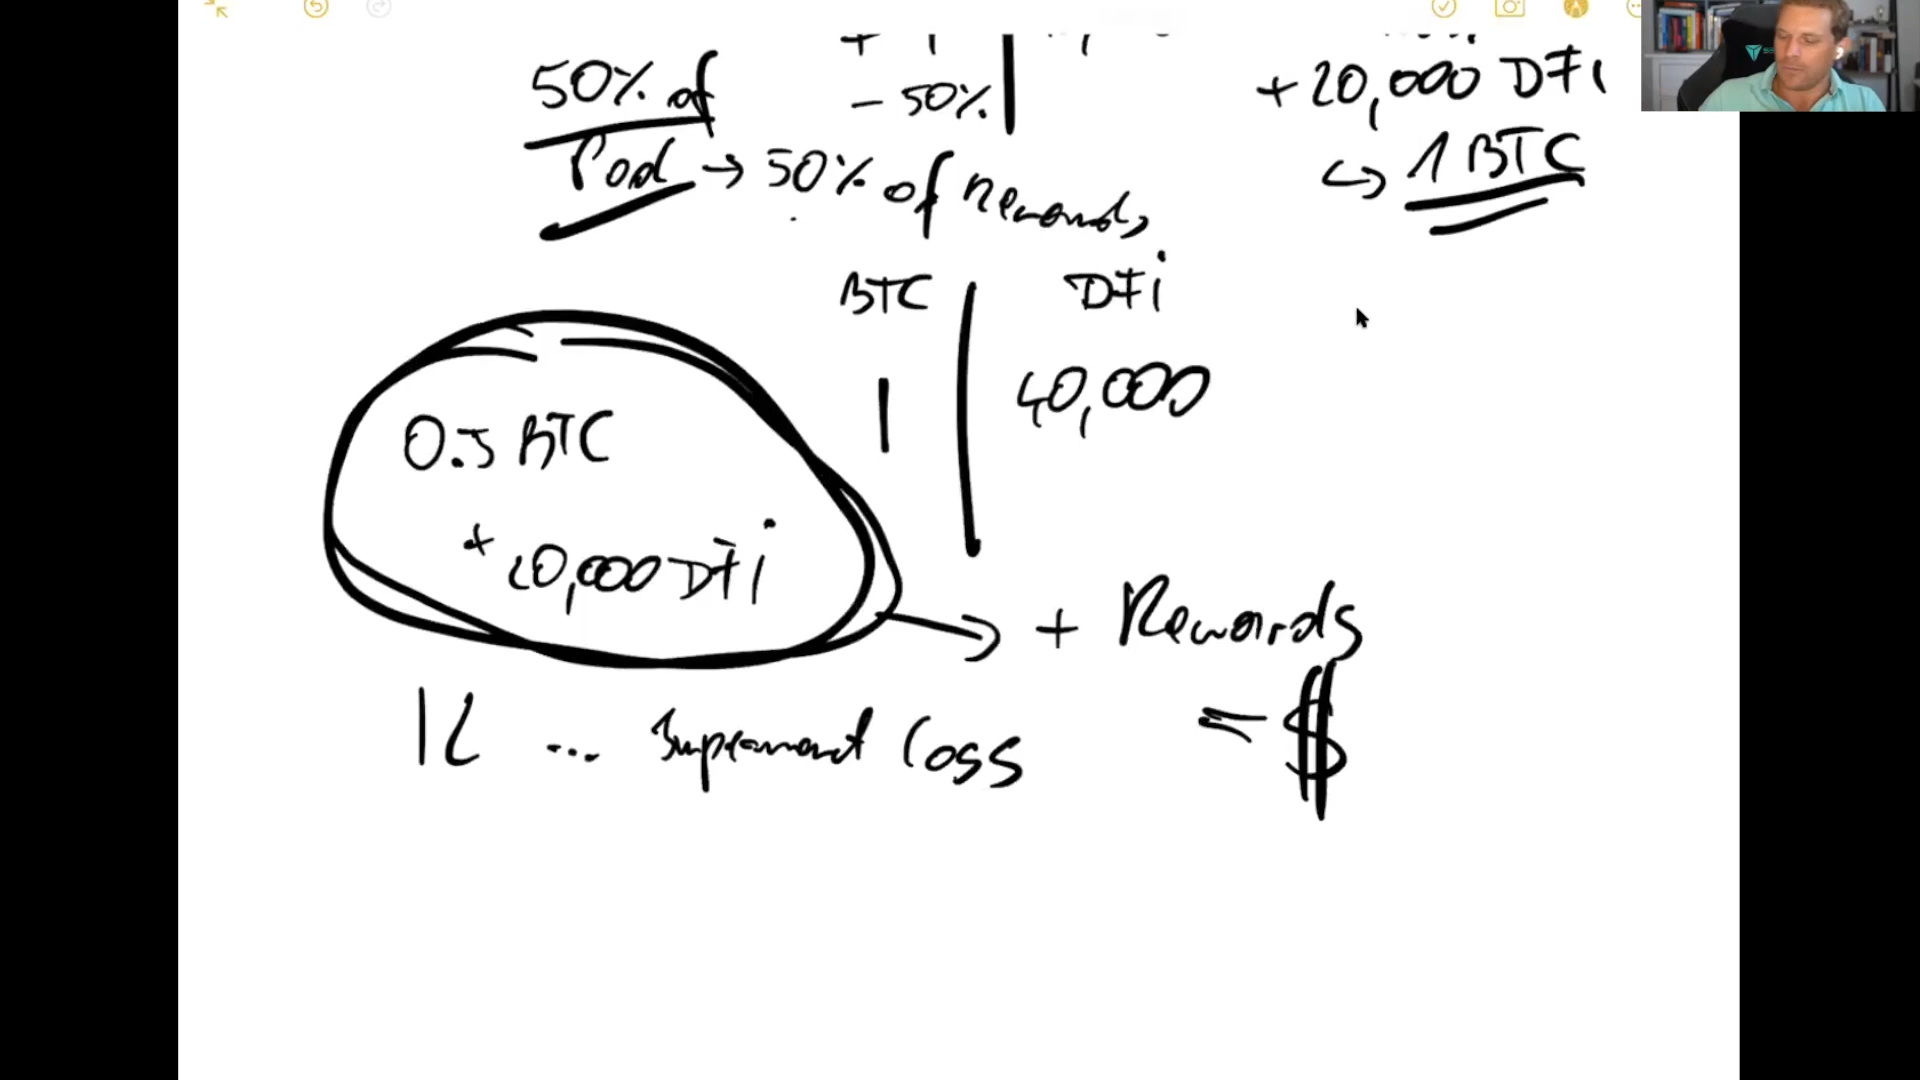 50% of
- 50%
+20,000 DFi
Pool → 50% of Rewards
↳ 1 BTC
BTC | DFi
1 | 40,000
0.5 BTC
+ 20,000 DFi
→ + Rewards
= $
IL ... Loss